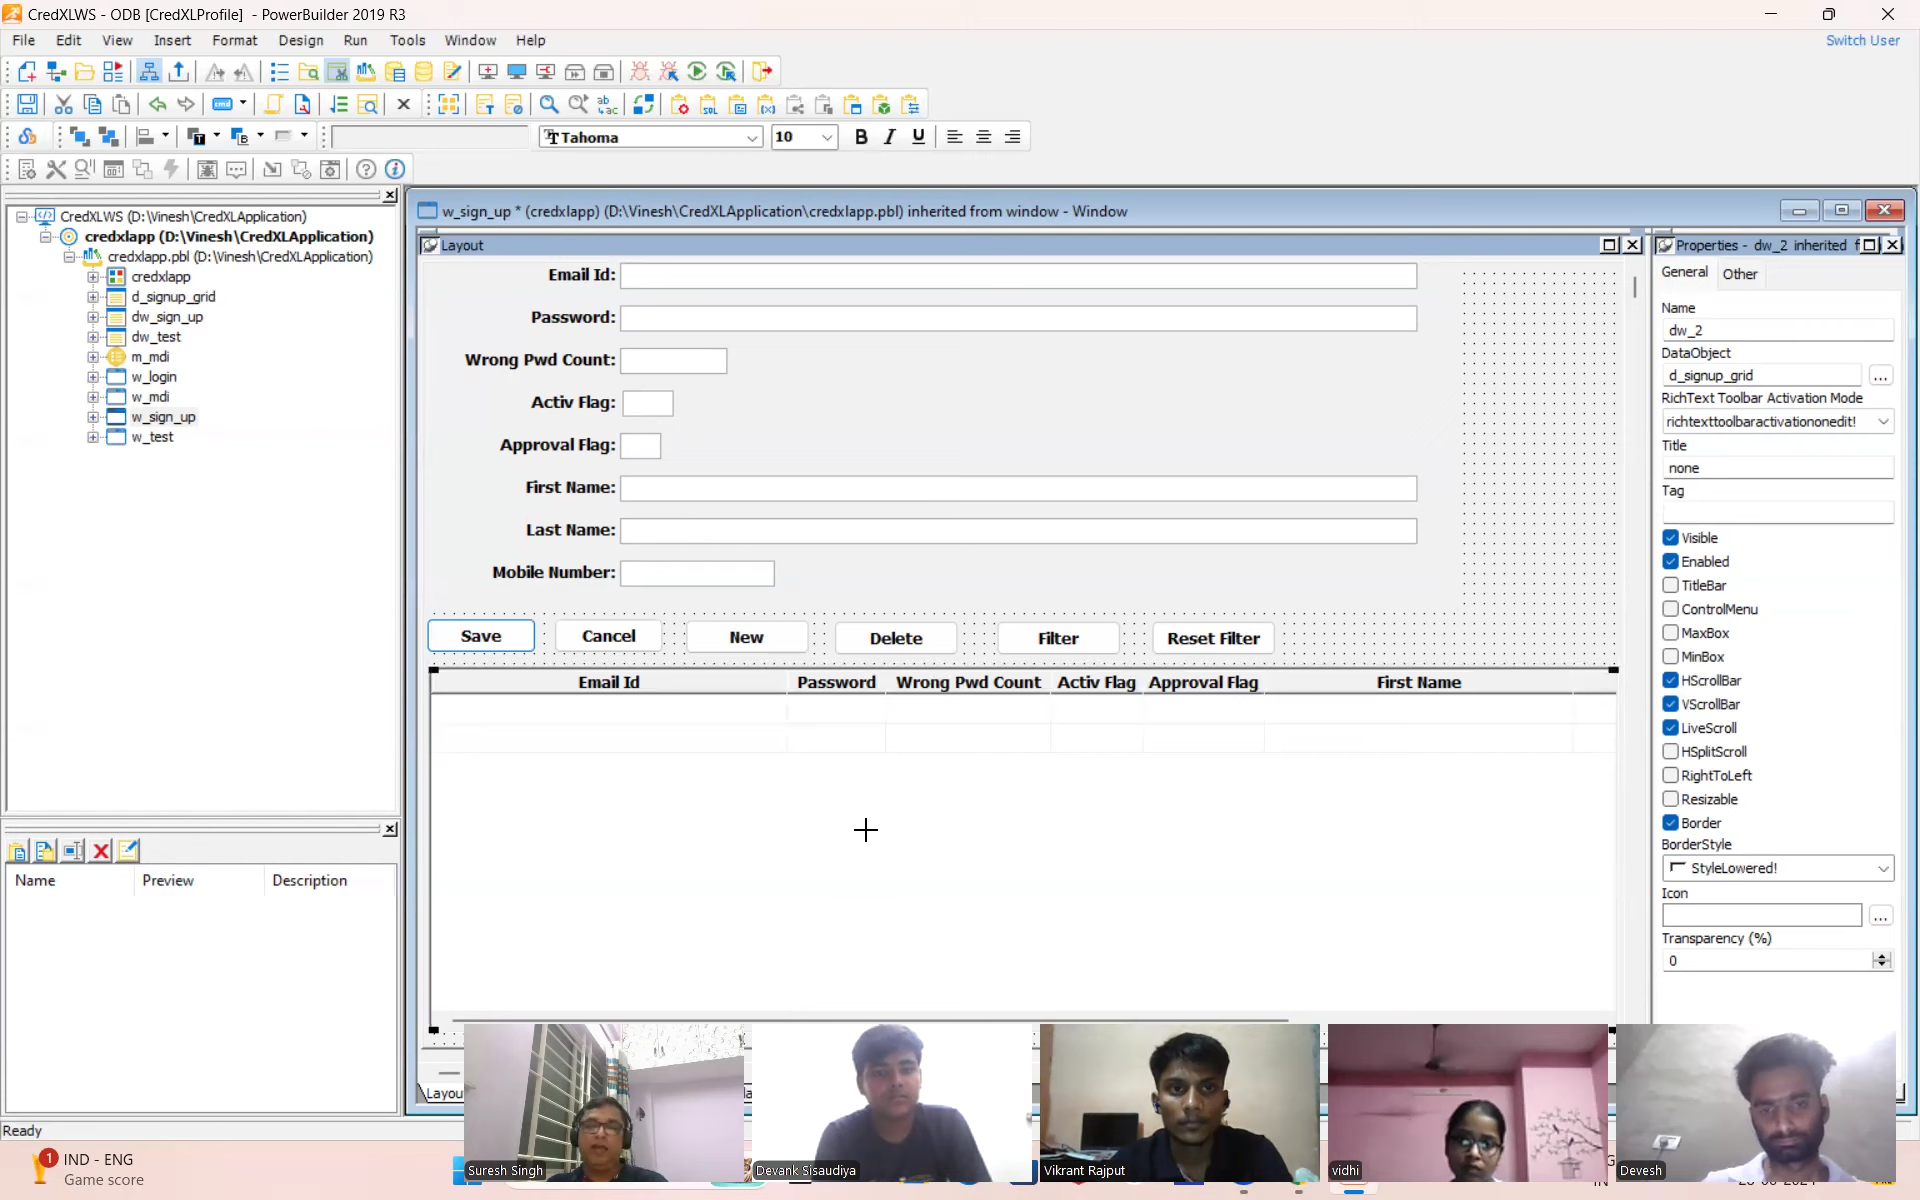 CredXLWS - ODB [CredXLProfile] - PowerBuilder 2019 R3
File Edit View Insert Format Design Run Tools Window Help
Switch User
Tahoma 10 B I U
CredXLWS (D:\Vinesh\CredXLApplication)
credxlapp (D:\Vinesh\CredXLApplication)
credxlapp.pbl (D:\Vinesh\CredXLApplication)
credxlapp
d_signup_grid
dw_sign_up
dw_test
m_mdi
w_login
w_mdi
w_sign_up
w_test
Name Preview Description
w_sign_up * (credxlapp) (D:\Vinesh\CredXLApplication\credxlapp.pbl) inherited from window - Window
Layout
Email Id:
Password:
Wrong Pwd Count:
Activ Flag:
Approval Flag:
First Name:
Last Name:
Mobile Number:
Save Cancel New Delete Filter Reset Filter
Email Id Password Wrong Pwd Count Activ Flag Approval Flag First Name
Properties - dw_2 inherited
General Other
Name
dw_2
DataObject
d_signup_grid
...
RichText Toolbar Activation Mode
richtexttoolbaractivationonedit!
Title
none
Tag
Visible
Enabled
TitleBar
ControlMenu
MaxBox
MinBox
HScrollBar
VScrollBar
LiveScroll
HSplitScroll
RightToLeft
Resizable
Border
BorderStyle
StyleLowered!
Icon
...
Transparency (%)
0
Layou
Ready
Suresh Singh Devank Sisaudiya Vikrant Rajput vidhi Devesh
1
IND - ENG
Game score